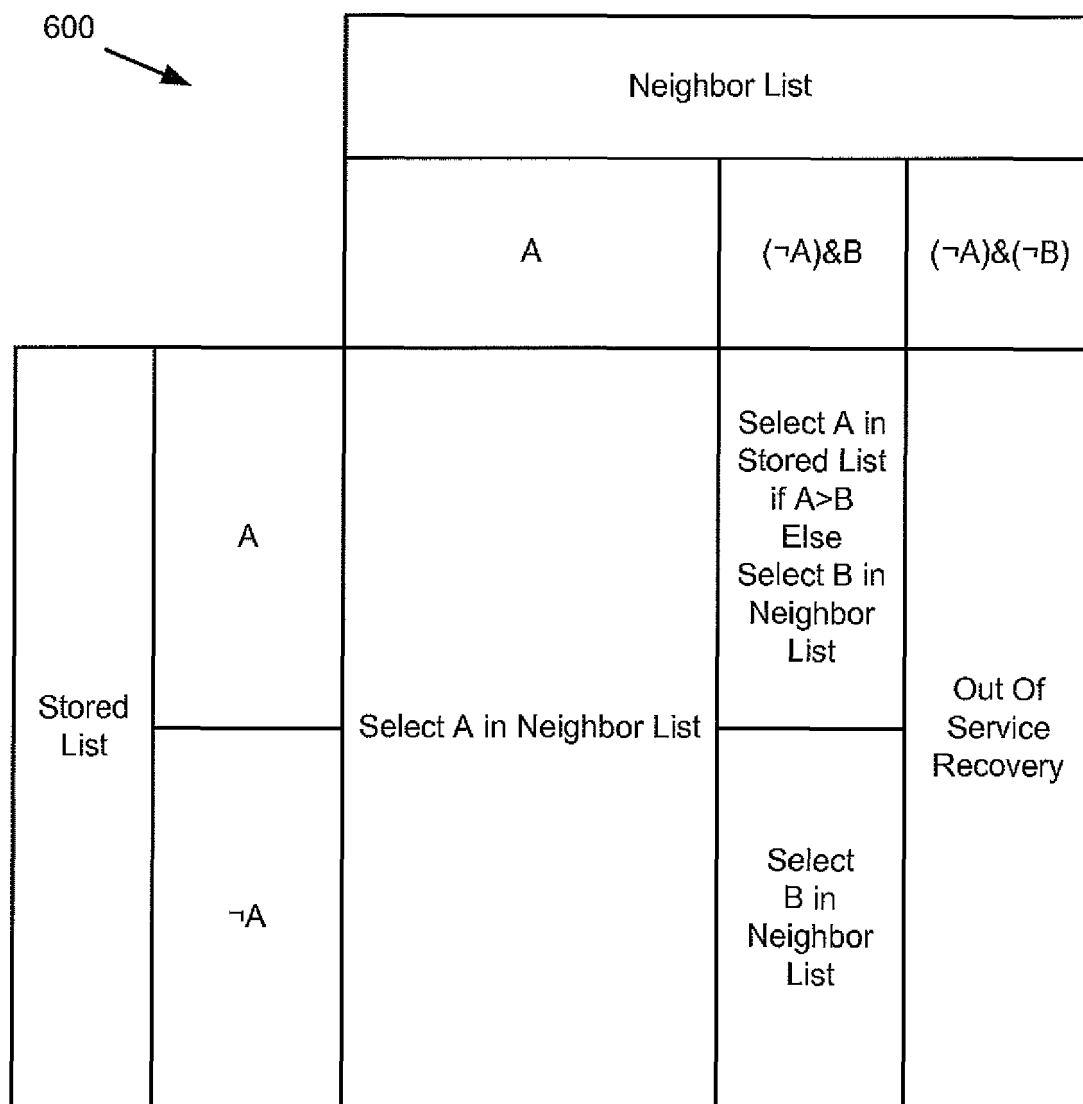 600
Neighbor List
A
(¬A)&B
(¬A)&(¬B)
Stored
List
A
¬A
Select A in Neighbor List
Select A in
Stored List
if A>B
Else
Select B in
Neighbor
List
Select
B in
Neighbor
List
Out Of
Service
Recovery